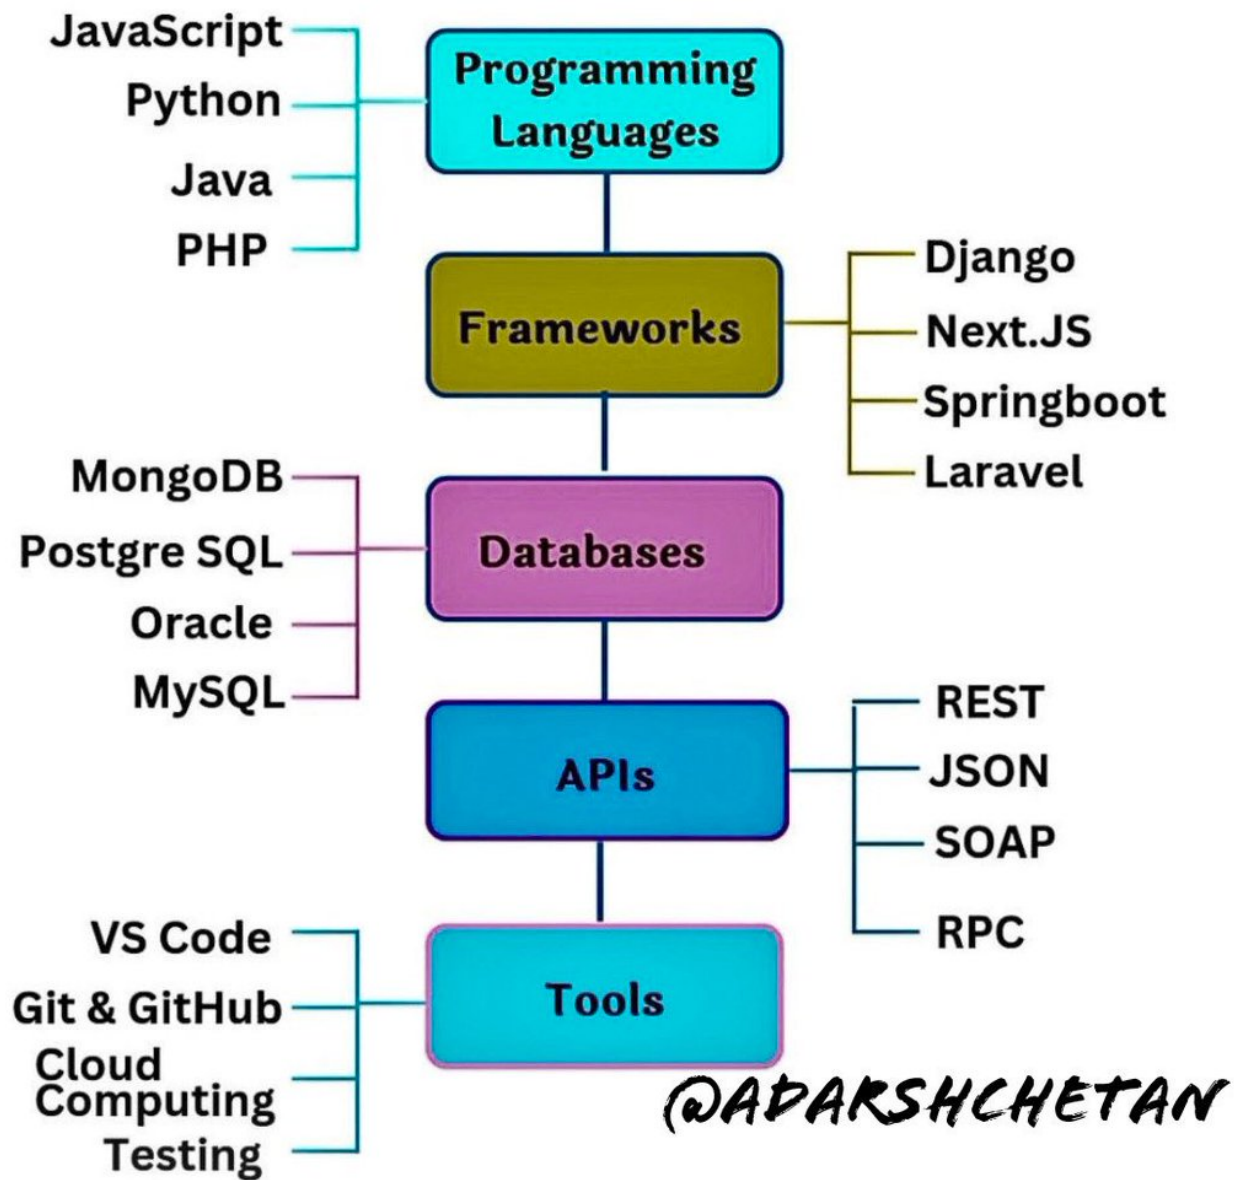 JavaScript
Python
Java
PHP
Programming
Languages
Frameworks
Django
Next.JS
Springboot
Laravel
MongoDB
Postgre SQL
Oracle
MySQL
Databases
APIs
REST
JSON
SOAP
RPC
VS Code
Git & GitHub
Cloud
Computing
Testing
Tools
@ADARSHCHETAN